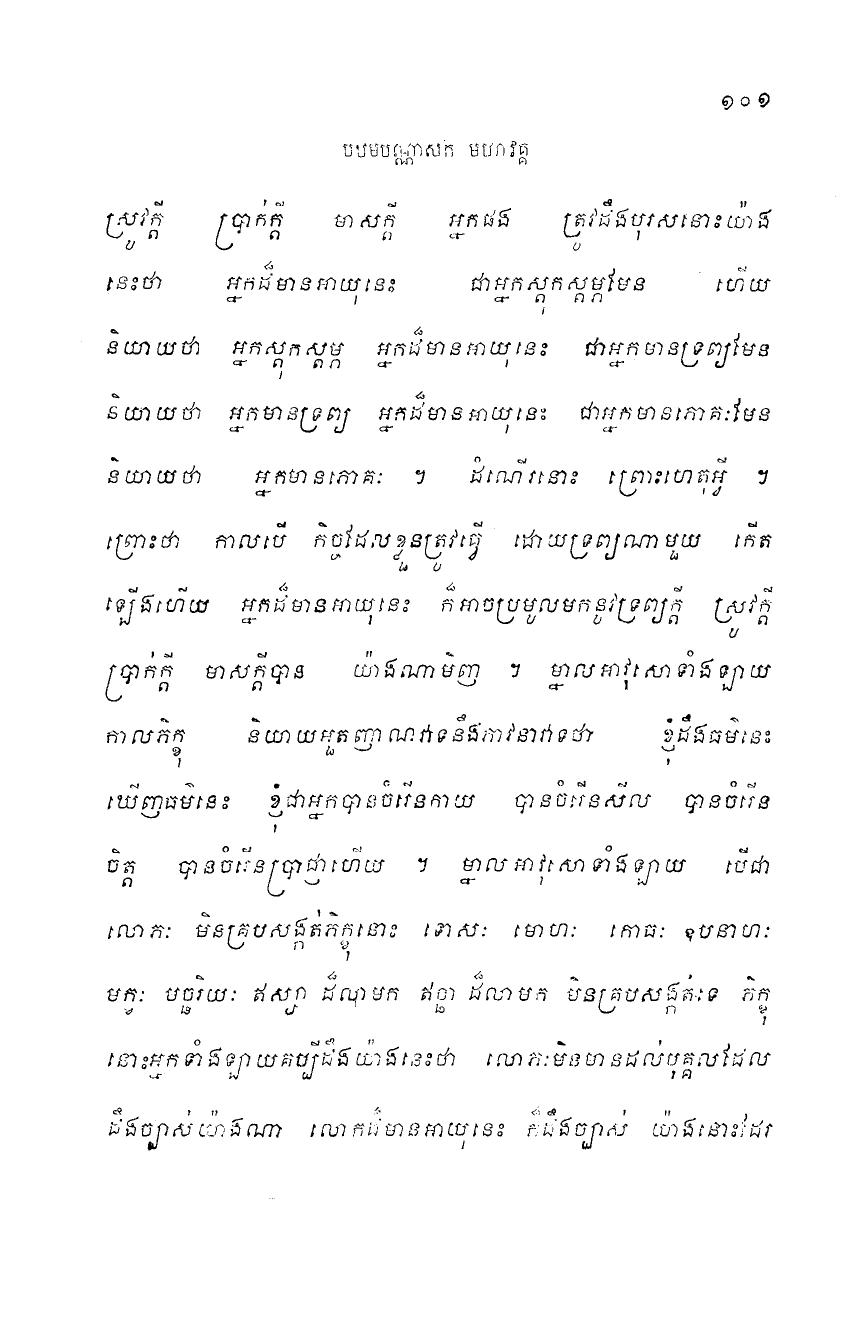 ១០១
បឋមបណ្ណាសក មហាវគ្គ
ស្រូវក្តី ប្រាក់ក្តី មាសក្តី អ្នកផង ត្រូវដឹងបុរសនោះយ៉ាង
នេះថា អ្នកដ៏មានអាយុនេះ ជាអ្នកស្តុកស្តម្ភមែន ហើយ
និយាយថា អ្នកស្តុកស្តម្ភ អ្នកដ៏មានអាយុនេះ ជាអ្នកមានទ្រព្យមែន
និយាយថា អ្នកមានទ្រព្យ អ្នកដ៏មានអាយុនេះ ជាអ្នកមានភោគៈមែន
និយាយថា អ្នកមានភោគៈ ។ ដំណើរនោះ ព្រោះហេតុអ្វី ។
ព្រោះថា កាលបើ កិច្ចដែលខ្លួនត្រូវធ្វើ ដោយទ្រព្យណាមួយ កើត
ឡើងហើយ អ្នកដ៏មានអាយុនេះ ក៏អាចប្រមូលមកនូវទ្រព្យក្តី ស្រូវក្តី
ប្រាក់ក្តី មាសក្តីបាន យ៉ាងណាមិញ ។ ម្នាលអាវុសោទាំងឡាយ
កាលភិក្ខុ និយាយអួតញាណវាទនឹងភាវនាវាទថា ខ្ញុំដឹងធម៌នេះ
ឃើញធម៌នេះ ខ្ញុំជាអ្នកបានចំរើនកាយ បានចំរើនសីល បានចំរើន
ចិត្ត បានចំរើនប្រាជ្ញាហើយ ។ ម្នាលអាវុសោទាំងឡាយ បើជា
លោភៈ មិនគ្របសង្កត់ភិក្ខុនោះ ទោសៈ មោហៈ កោធៈ ឧបនាហៈ
មក្ខៈ មច្ឆរិយៈ ឥស្សា ដ៏លាមក ឥច្ឆា ដ៏លាមក មិនគ្របសង្កត់ទេ ភិក្ខុ
នោះអ្នកទាំងឡាយគប្បីដឹងយ៉ាងនេះថា លោភៈមិនមានដល់បុគ្គលដែល
ដឹងច្បាស់យ៉ាងណា លោកដ៏មានអាយុនេះ ក៏ដឹងច្បាស់ យ៉ាងនោះដែរ